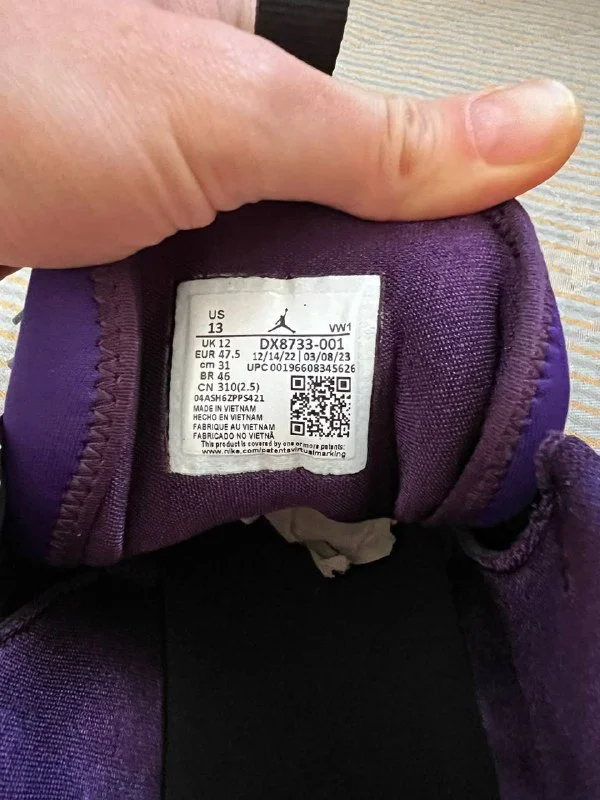 US
13
VW1
UK 12
DX8733-001
EUR 47.5
12/14/22 03/08/23
cm 31
UPC 00196608345626
BR 46
CN 310(2.5)
04ASH6ZPPS421
MADE IN VIETNAM
HECHO EN VIETNAM
FABRIQUE AU VIETNAM
FABRICADO NO VIETNÃ
This product is covered by one or more patents:
www.nike.com/patentsvirtualmarking